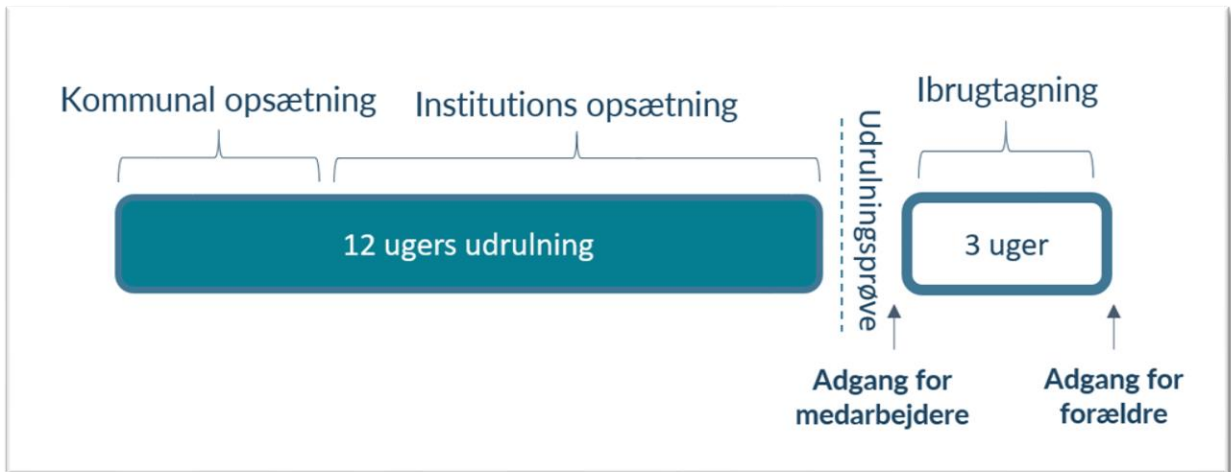 Kommunal opsætning
Institutions opsætning
Ibrugtagning
Udrulningsprøve
12 ugers udrulning
3 uger
Adgang for
medarbejdere
Adgang for
forældre